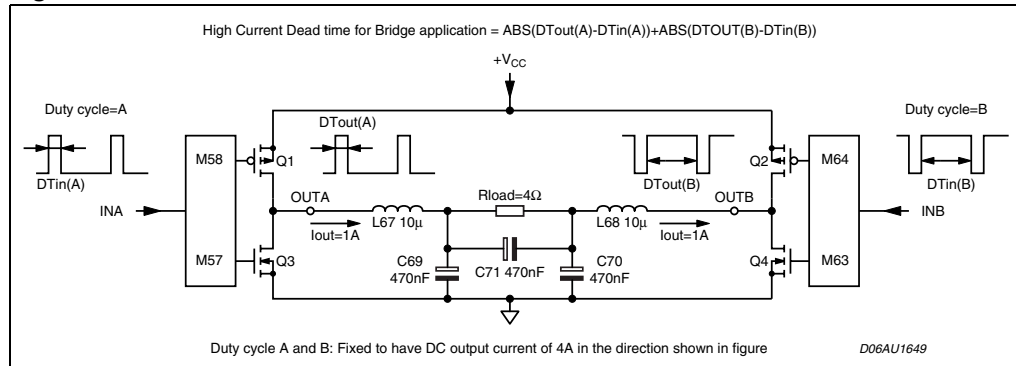 High Current Dead time for Bridge application = ABS(DTout(A)-DTin(A))+ABS(DTOUT(B)-DTin(B))
+VCC
Duty cycle=A
Duty cycle=B
DTout(A)
M58
Q1
Q2
M64
DTin(A)
DTout(B)
DTin(B)
OUTA
Rload=4Ω
OUTB
INA
INB
L67 10μ
L68 10μ
Iout=1A
Iout=1A
M57
Q3
C69
470nF
C71 470nF
C70
470nF
Q4
M63
Duty cycle A and B: Fixed to have DC output current of 4A in the direction shown in figure
D06AU1649